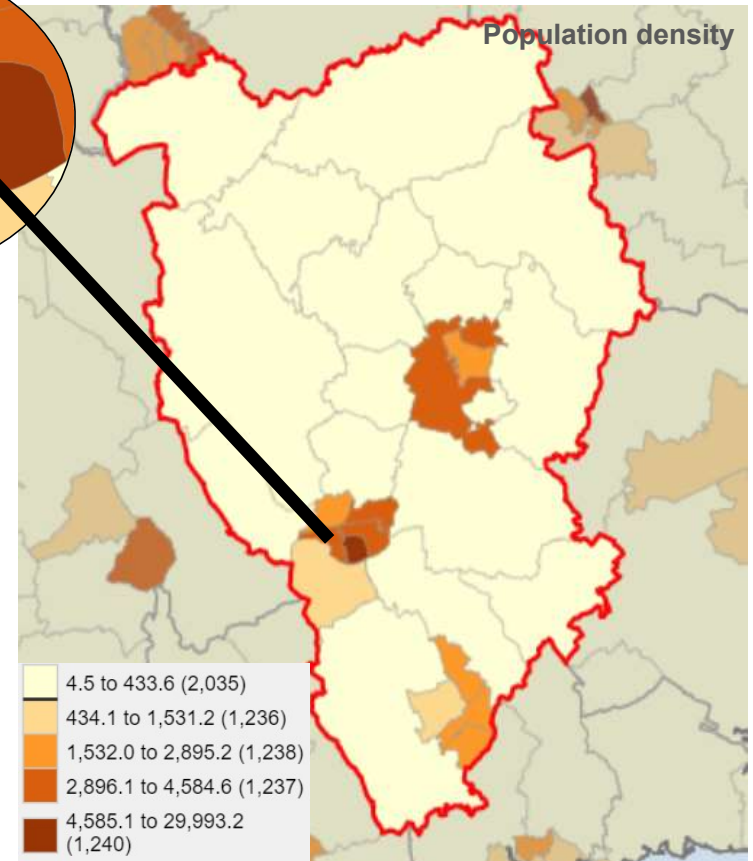 Population density
4.5 to 433.6 (2,035)
434.1 to 1,531.2 (1,236)
1,532.0 to 2,895.2 (1,238)
2,896.1 to 4,584.6 (1,237)
4,585.1 to 29,993.2
(1,240)